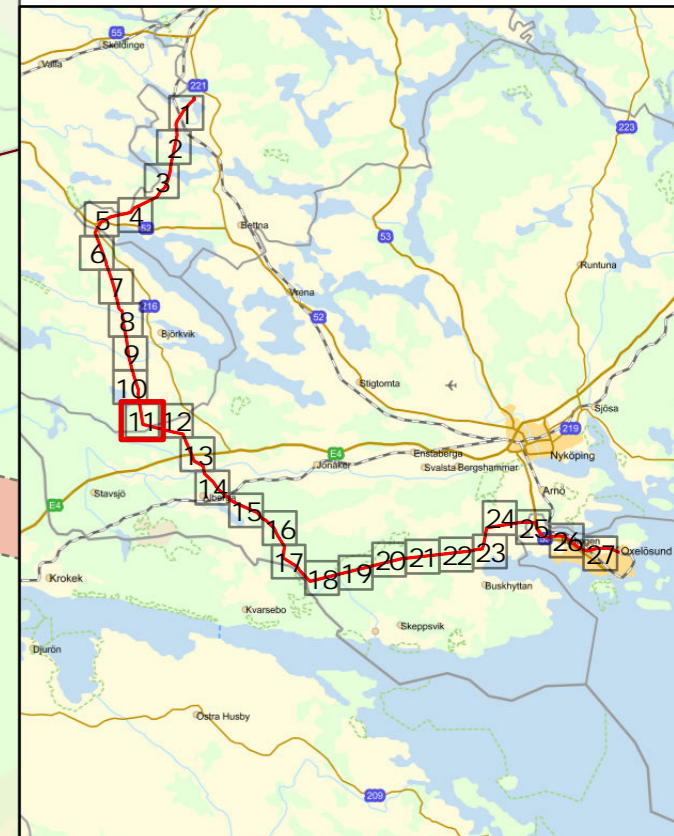 55
Sköldinge
Valla
221
1
2
223
3
5
4
52
Bettna
53
6
Runtuna
7
Vrena
8
216
52
Björkvik
9
10
Stigtomta
11
12
Sjösa
219
E4
Enstaberga
Nyköping
13
Jönåker
Svalsta
Bergshammar
14
Ålberga
Arnö
Stavsjö
E4
15
24
16
25
26
27
Oxelösund
17
23
22
21
20
19
18
Krokek
Buskhyttan
Kvarsebo
Skeppsvik
Djurön
Östra Husby
209